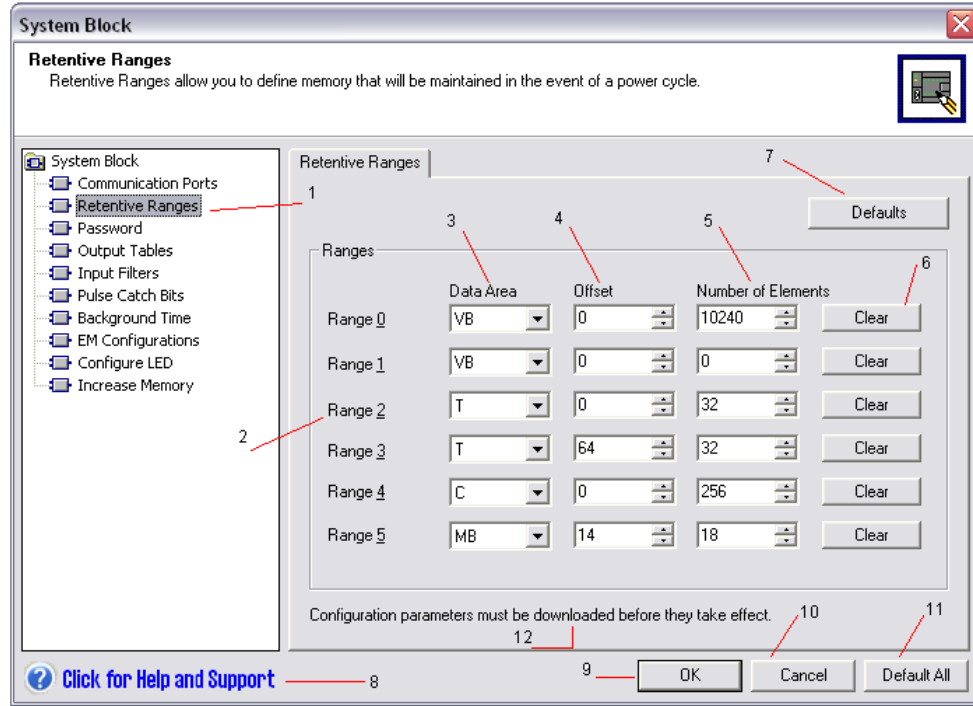 System Block
Retentive Ranges
Retentive Ranges allow you to define memory that will be maintained in the event of a power cycle.
System Block
Communication Ports
Retentive Ranges
Password
Output Tables
Input Filters
Pulse Catch Bits
Background Time
EM Configurations
Configure LED
Increase Memory
1
2
Retentive Ranges
7
Defaults
3 4 5 6
Ranges
Data Area Offset Number of Elements
Range 0 VB 0 10240 Clear
Range 1 VB 0 0 Clear
Range 2 T 0 32 Clear
Range 3 T 64 32 Clear
Range 4 C 0 256 Clear
Range 5 MB 14 18 Clear
Configuration parameters must be downloaded before they take effect.
12 10 11
Click for Help and Support 8
9 OK Cancel Default All